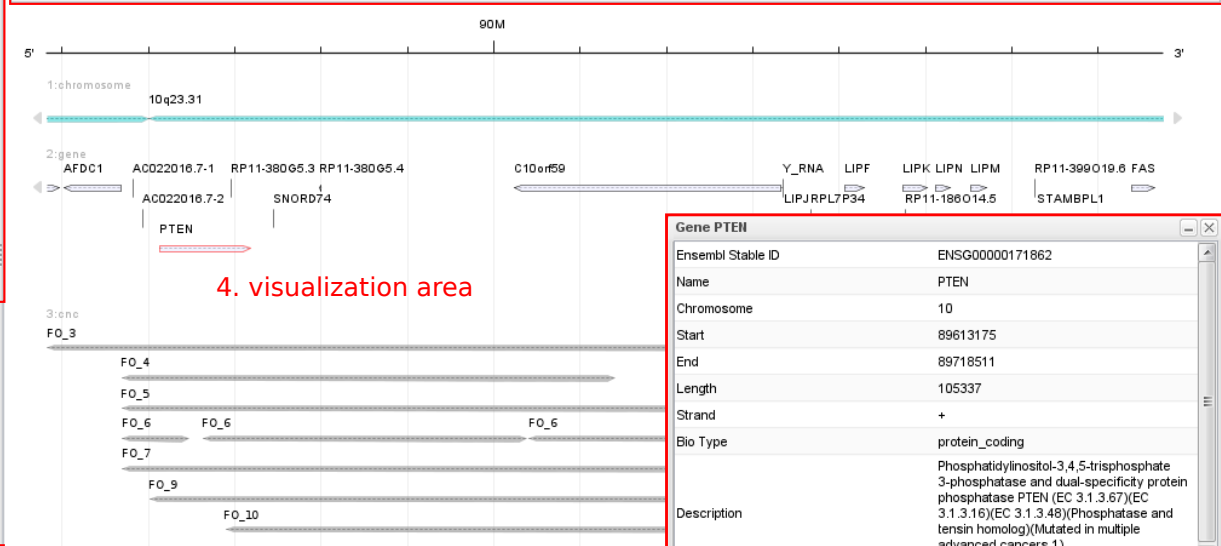 90M
5'
3'
1:chromosome
10q23.31
2:gene
AFDC1 AC022016.7-1 RP11-380G5.3 RP11-380G5.4 C10orf59 Y_RNA LIPF LIPK LIPN LIPM RP11-399O19.6 FAS
AC022016.7-2 SNORD74 LIPJ RPL7P34 RP11-186O14.5 STAMBPL1
PTEN
4. visualization area
3:cnc
FO_3
FO_4
FO_5
FO_6 FO_6 FO_6
FO_7
FO_9
FO_10
Gene PTEN
Ensembl Stable ID ENSG00000171862
Name PTEN
Chromosome 10
Start 89613175
End 89718511
Length 105337
Strand +
Bio Type protein_coding
Description Phosphatidylinositol-3,4,5-trisphosphate
3-phosphatase and dual-specificity protein
phosphatase PTEN (EC 3.1.3.67)(EC
3.1.3.16)(EC 3.1.3.48)(Phosphatase and
tensin homolog)(Mutated in multiple
advanced cancers 1)